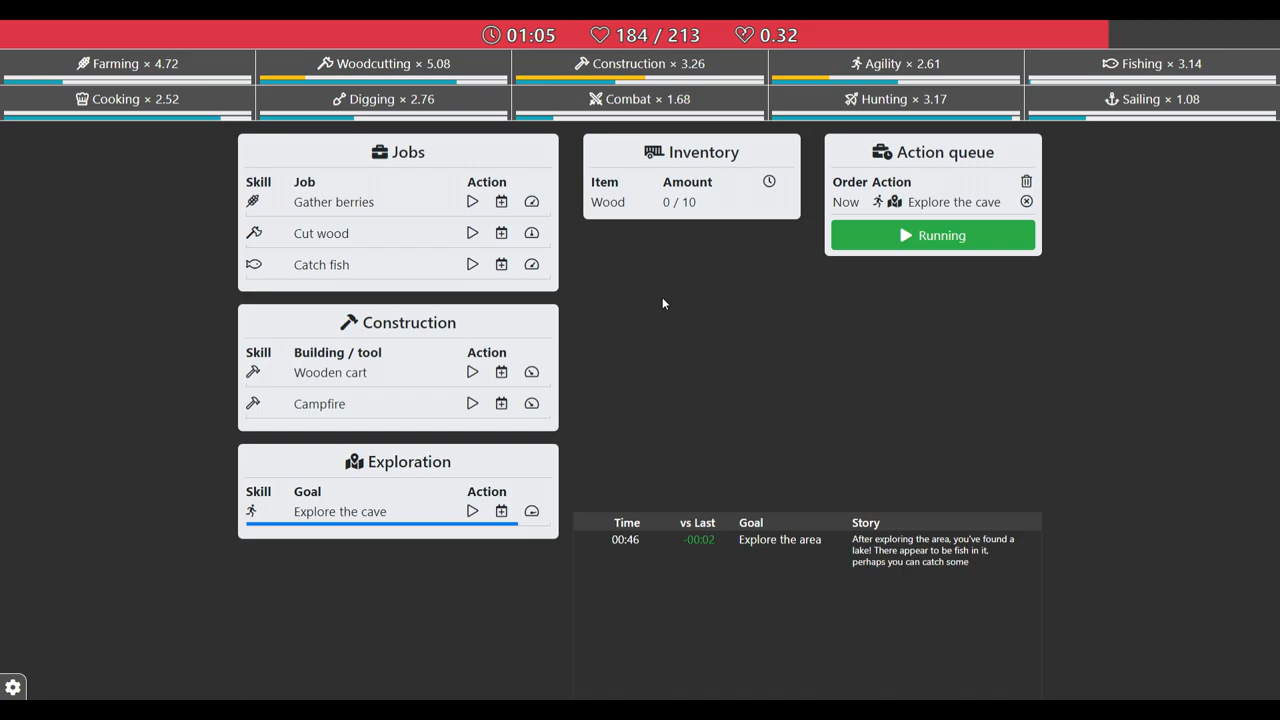 01:05 184 / 213 0.32
Farming × 4.72 Woodcutting × 5.08 Construction × 3.26 Agility × 2.61 Fishing × 3.14
Cooking × 2.52 Digging × 2.76 Combat × 1.68 Hunting × 3.17 Sailing × 1.08
Jobs
Skill Job Action
Gather berries
Cut wood
Catch fish
Construction
Skill Building / tool Action
Wooden cart
Campfire
Exploration
Skill Goal Action
Explore the cave
Inventory
Item Amount
Wood 0 / 10
Action queue
Order Action
Now Explore the cave
Running
Time vs Last Goal Story
00:46 -00:02 Explore the area After exploring the area, you've found a
lake! There appear to be fish in it,
perhaps you can catch some